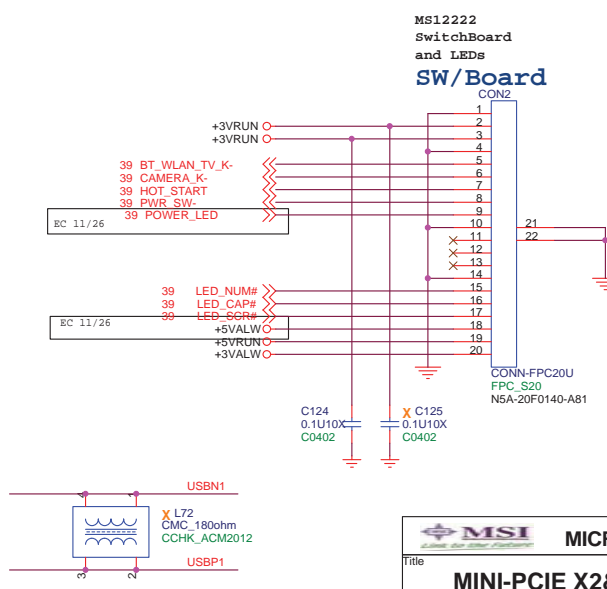 MS12222
SwitchBoard
and LEDs
SW/Board
CON2
1
+3VRUN 2
+3VRUN 3
4
39 BT_WLAN_TV_K- 5
39 CAMERA_K- 6
39 HOT_START 7
39 PWR_SW- 8
39 POWER_LED 9
EC 11/26
10
21
11
22
12
13
14
39 LED_NUM# 15
39 LED_CAP# 16
39 LED_SCR# 17
EC 11/26
+5VALW 18
+5VRUN 19
+3VALW 20
CONN-FPC20U
FPC_S20
N5A-20F0140-A81
C124
0.1U10X
C0402
X C125
0.1U10X
C0402
USBN1
4 1
X L72
CMC_180ohm
CCHK_ACM2012
USBP1
3 2
MSI
Link to the Future
MICR
Title
MINI-PCIE X2&